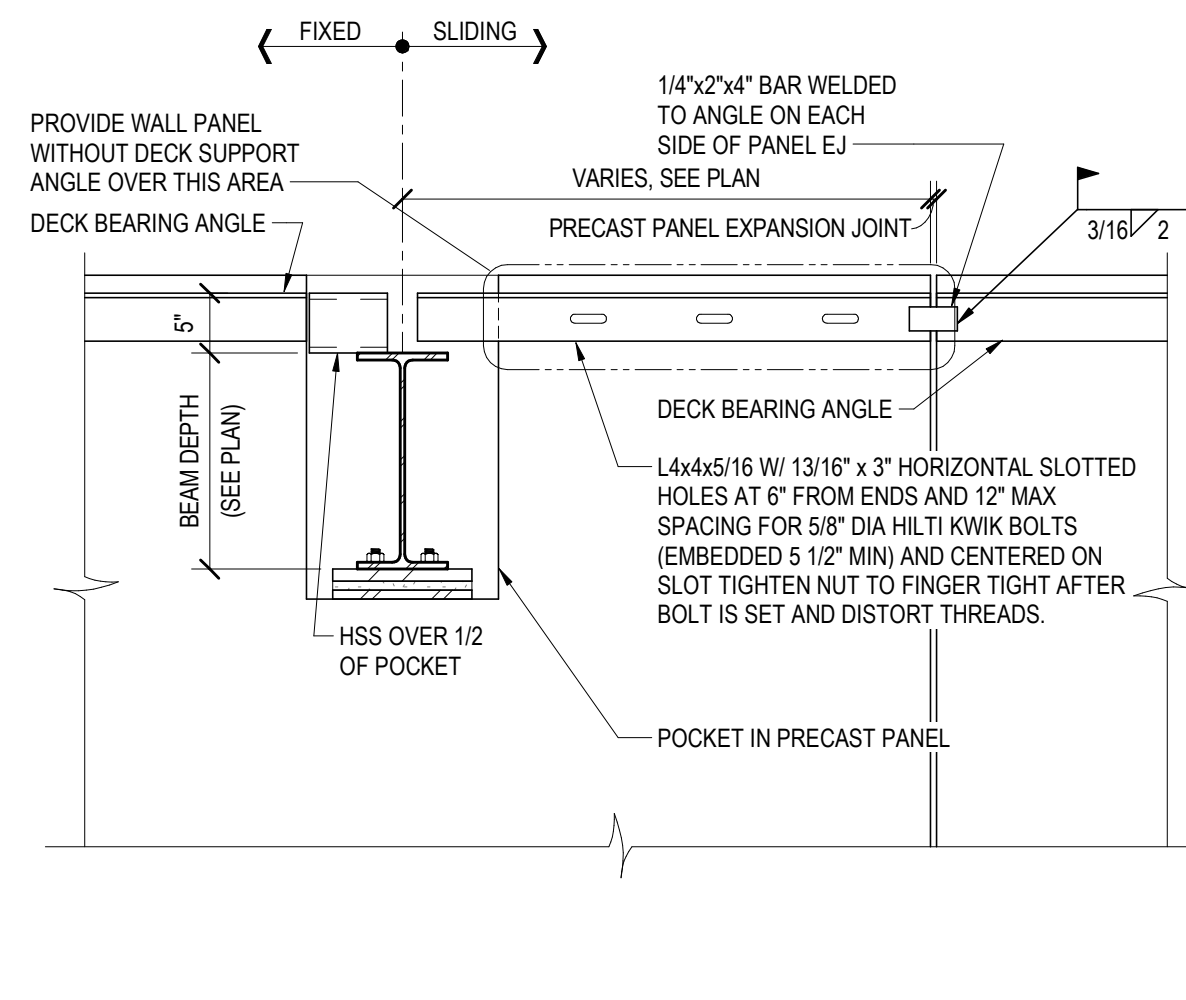 FIXED
SLIDING
1/4"x2"x4" BAR WELDED
TO ANGLE ON EACH
SIDE OF PANEL EJ
PROVIDE WALL PANEL
WITHOUT DECK SUPPORT
ANGLE OVER THIS AREA
VARIES, SEE PLAN
DECK BEARING ANGLE
PRECAST PANEL EXPANSION JOINT
3/16 2
5"
BEAM DEPTH
(SEE PLAN)
DECK BEARING ANGLE
L4x4x5/16 W/ 13/16" x 3" HORIZONTAL SLOTTED
HOLES AT 6" FROM ENDS AND 12" MAX
SPACING FOR 5/8" DIA HILTI KWIK BOLTS
(EMBEDDED 5 1/2" MIN) AND CENTERED ON
SLOT TIGHTEN NUT TO FINGER TIGHT AFTER
BOLT IS SET AND DISTORT THREADS.
HSS OVER 1/2
OF POCKET
POCKET IN PRECAST PANEL